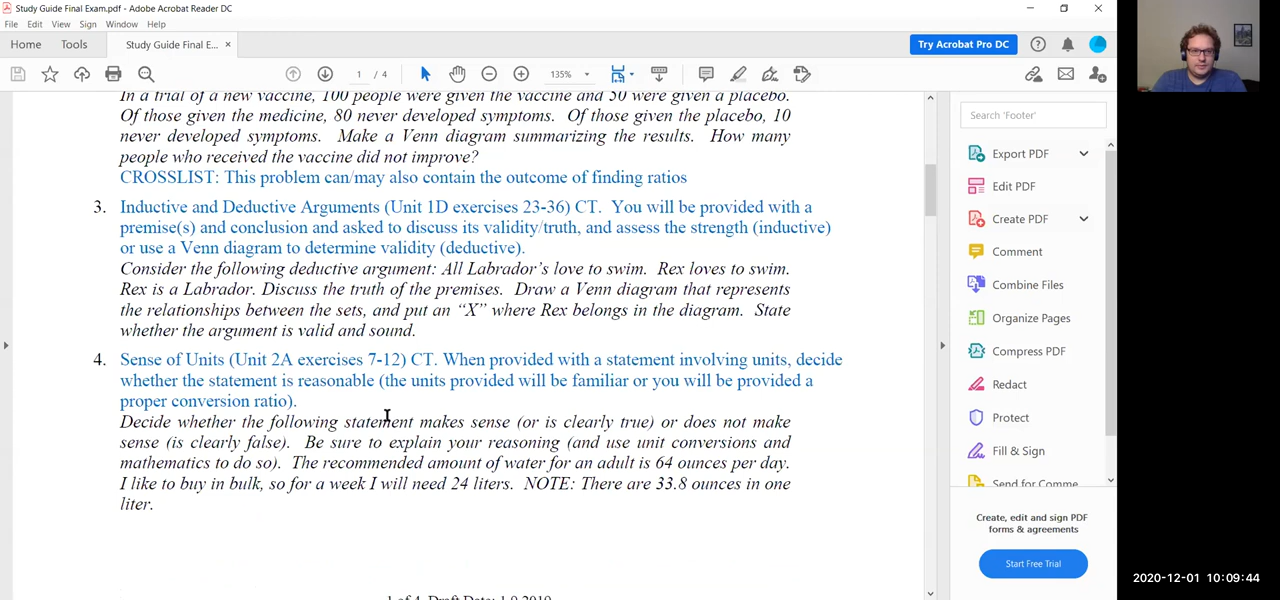 Study Guide Final Exam.pdf - Adobe Acrobat Reader DC
File Edit View Sign Window Help
Home Tools Study Guide Final E... ×
Try Acrobat Pro DC
1 / 4 135%
In a trial of a new vaccine, 100 people were given the vaccine and 50 were given a placebo.
Of those given the medicine, 80 never developed symptoms. Of those given the placebo, 10
never developed symptoms. Make a Venn diagram summarizing the results. How many
people who received the vaccine did not improve?
CROSSLIST: This problem can/may also contain the outcome of finding ratios
3. Inductive and Deductive Arguments (Unit 1D exercises 23-36) CT. You will be provided with a
premise(s) and conclusion and asked to discuss its validity/truth, and assess the strength (inductive)
or use a Venn diagram to determine validity (deductive).
Consider the following deductive argument: All Labrador's love to swim. Rex loves to swim.
Rex is a Labrador. Discuss the truth of the premises. Draw a Venn diagram that represents
the relationships between the sets, and put an "X" where Rex belongs in the diagram. State
whether the argument is valid and sound.
4. Sense of Units (Unit 2A exercises 7-12) CT. When provided with a statement involving units, decide
whether the statement is reasonable (the units provided will be familiar or you will be provided a
proper conversion ratio).
Decide whether the following statement makes sense (or is clearly true) or does not make
sense (is clearly false). Be sure to explain your reasoning (and use unit conversions and
mathematics to do so). The recommended amount of water for an adult is 64 ounces per day.
I like to buy in bulk, so for a week I will need 24 liters. NOTE: There are 33.8 ounces in one
liter.
1 of 4 Draft Date: 1.9.2019
Search 'Footer'
Export PDF
Edit PDF
Create PDF
Comment
Combine Files
Organize Pages
Compress PDF
Redact
Protect
Fill & Sign
Send for Comme
Create, edit and sign PDF
forms & agreements
Start Free Trial
2020-12-01 10:09:44